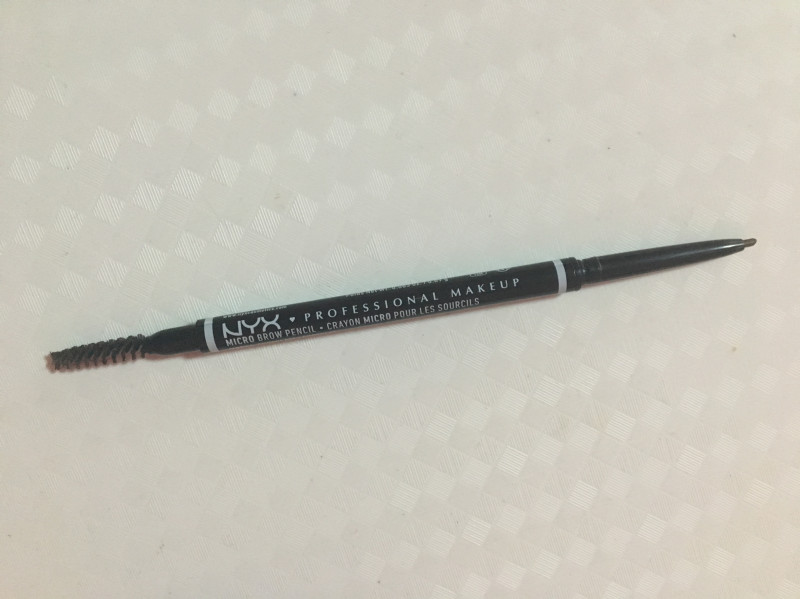 NYX ♥ PROFESSIONAL MAKEUP
MICRO BROW PENCIL • CRAYON MICRO POUR LES SOURCILS